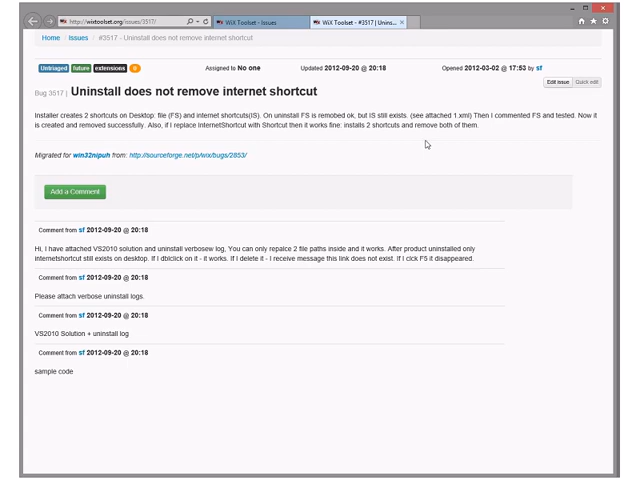 http://wixtoolset.org/issues/3517/
WiX Toolset - Issues
WiX Toolset - #3517 | Unins...
Home / Issues / #3517 - Uninstall does not remove internet shortcut
Untriaged future extensions 0
Assigned to No one
Updated 2012-09-20 @ 20:18
Opened 2012-03-02 @ 17:53 by sf
Edit issue Quick edit
Bug 3517 | Uninstall does not remove internet shortcut
Installer creates 2 shortcuts on Desktop: file (FS) and internet shortcuts(IS). On uninstall FS is remobed ok, but IS still exists. (see attached 1.xml) Then I commented FS and tested. Now it
is created and removed successfully. Also, if I replace InternetShortcut with Shortcut then it works fine: installs 2 shortcuts and remove both of them.
Migrated for win32nipuh from: http://sourceforge.net/p/wix/bugs/2853/
Add a Comment
Comment from sf 2012-09-20 @ 20:18
Hi, I have attached VS2010 solution and uninstall verbosew log, You can only repalce 2 file paths inside and it works. After product uninstalled only
internetshortcut still exists on desktop. If I dblclick on it - it works. If I delete it - I receive message this link does not exist. If I clck F5 it disappeared.
Comment from sf 2012-09-20 @ 20:18
Please attach verbose uninstall logs.
Comment from sf 2012-09-20 @ 20:18
VS2010 Solution + uninstall log
Comment from sf 2012-09-20 @ 20:18
sample code